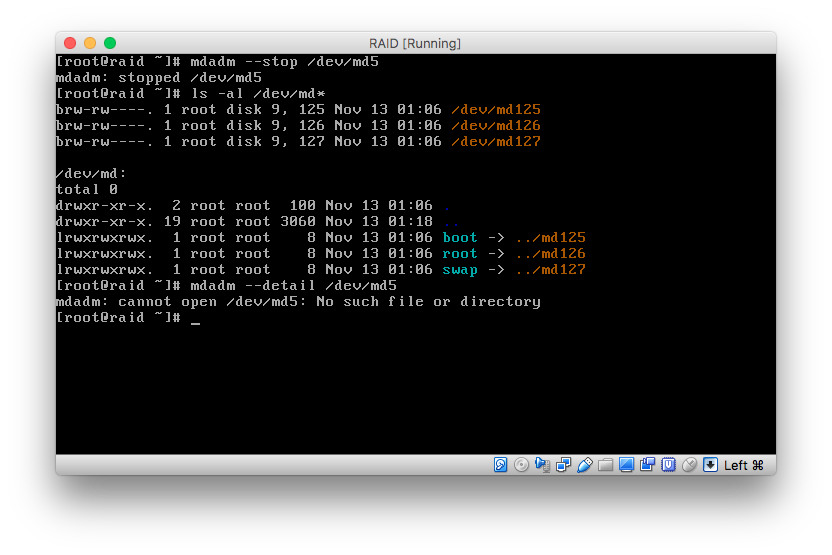 RAID [Running]
[root@raid ~]# mdadm --stop /dev/md5
mdadm: stopped /dev/md5
[root@raid ~]# ls -al /dev/md*
brw-rw----. 1 root disk 9, 125 Nov 13 01:06 /dev/md125
brw-rw----. 1 root disk 9, 126 Nov 13 01:06 /dev/md126
brw-rw----. 1 root disk 9, 127 Nov 13 01:06 /dev/md127
/dev/md:
total 0
drwxr-xr-x.  2 root root  100 Nov 13 01:06 .
drwxr-xr-x. 19 root root 3060 Nov 13 01:18 ..
lrwxrwxrwx.  1 root root    8 Nov 13 01:06 boot -> ../md125
lrwxrwxrwx.  1 root root    8 Nov 13 01:06 root -> ../md126
lrwxrwxrwx.  1 root root    8 Nov 13 01:06 swap -> ../md127
[root@raid ~]# mdadm --detail /dev/md5
mdadm: cannot open /dev/md5: No such file or directory
[root@raid ~]# _
Left ⌘